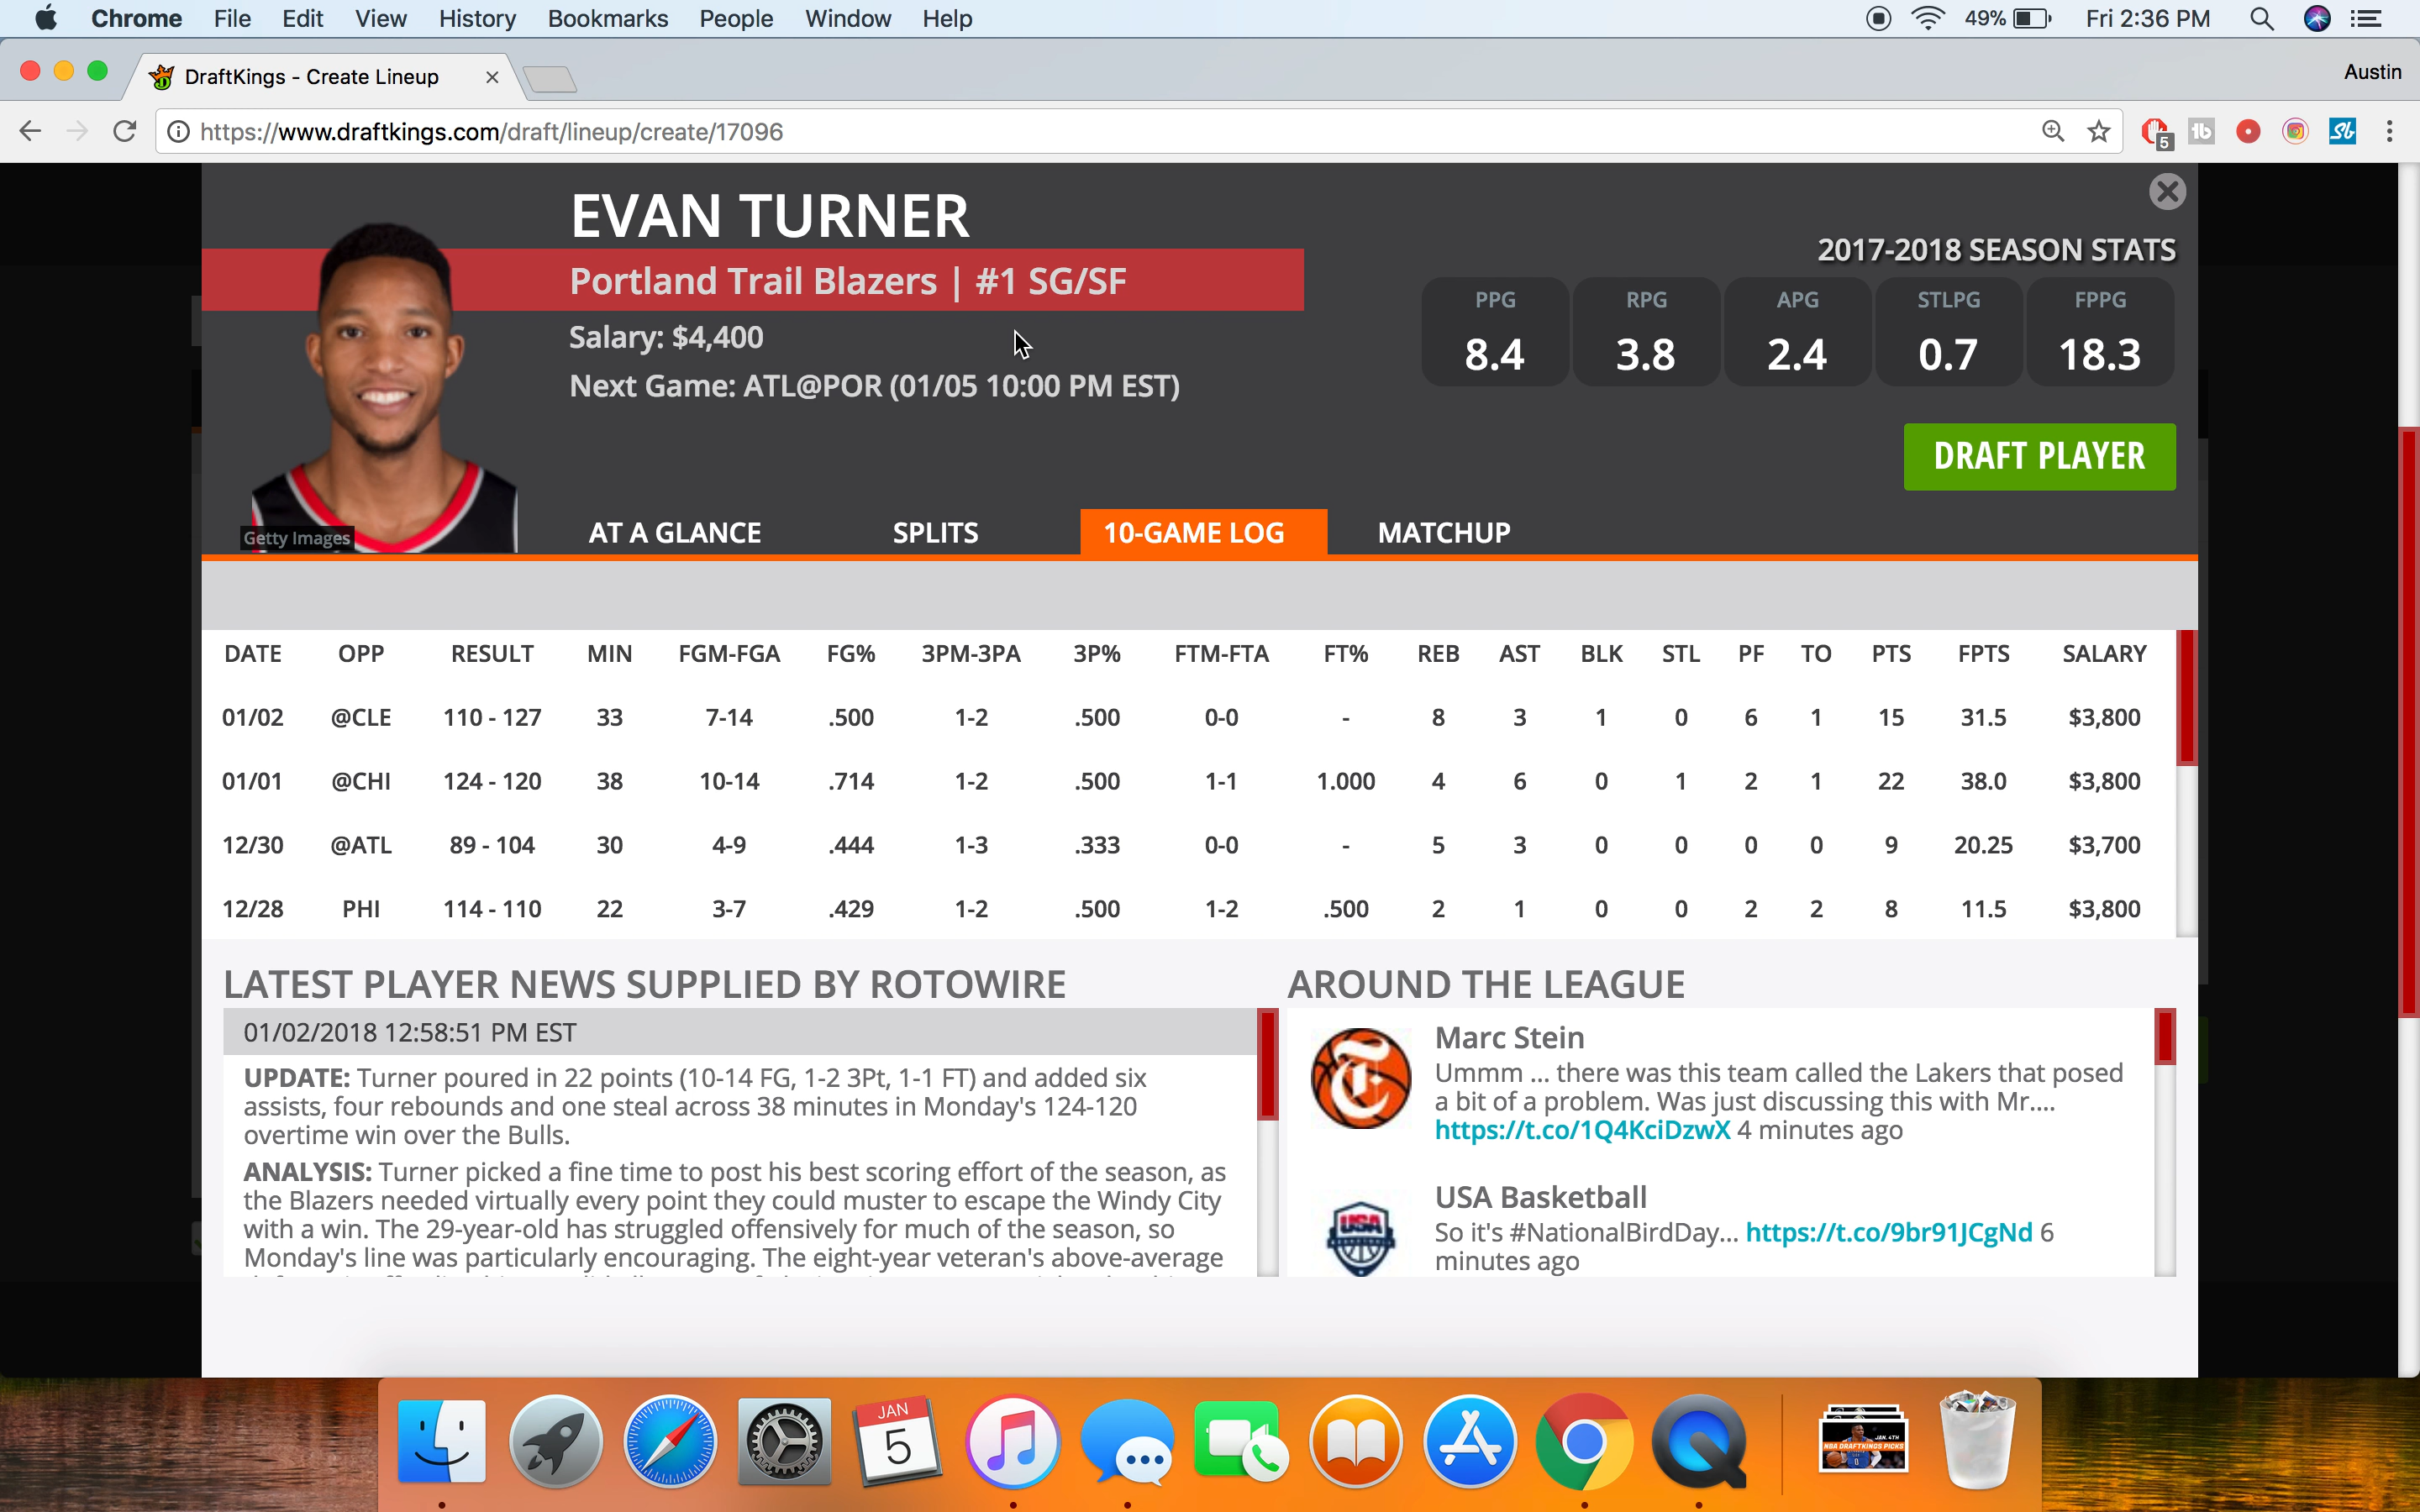 Chrome File Edit View History Bookmarks People Window Help 49% Fri 2:36 PM
DraftKings - Create Lineup Austin
https://www.draftkings.com/draft/lineup/create/17096 5 tb Sb
EVAN TURNER
Portland Trail Blazers | #1 SG/SF
Salary: $4,400
Next Game: ATL@POR (01/05 10:00 PM EST)
Getty Images
2017-2018 SEASON STATS
PPG RPG APG STLPG FPPG
8.4 3.8 2.4 0.7 18.3
DRAFT PLAYER
AT A GLANCE SPLITS 10-GAME LOG MATCHUP
DATE OPP RESULT MIN FGM-FGA FG% 3PM-3PA 3P% FTM-FTA FT% REB AST BLK STL PF TO PTS FPTS SALARY
01/02 @CLE 110 - 127 33 7-14 .500 1-2 .500 0-0 - 8 3 1 0 6 1 15 31.5 $3,800
01/01 @CHI 124 - 120 38 10-14 .714 1-2 .500 1-1 1.000 4 6 0 1 2 1 22 38.0 $3,800
12/30 @ATL 89 - 104 30 4-9 .444 1-3 .333 0-0 - 5 3 0 0 0 0 9 20.25 $3,700
12/28 PHI 114 - 110 22 3-7 .429 1-2 .500 1-2 .500 2 1 0 0 2 2 8 11.5 $3,800
LATEST PLAYER NEWS SUPPLIED BY ROTOWIRE
01/02/2018 12:58:51 PM EST
UPDATE: Turner poured in 22 points (10-14 FG, 1-2 3Pt, 1-1 FT) and added six
assists, four rebounds and one steal across 38 minutes in Monday's 124-120
overtime win over the Bulls.
ANALYSIS: Turner picked a fine time to post his best scoring effort of the season, as
the Blazers needed virtually every point they could muster to escape the Windy City
with a win. The 29-year-old has struggled offensively for much of the season, so
Monday's line was particularly encouraging. The eight-year veteran's above-average
AROUND THE LEAGUE
Marc Stein
Ummm ... there was this team called the Lakers that posed
a bit of a problem. Was just discussing this with Mr....
https://t.co/1Q4KciDzwX 4 minutes ago
USA
USA Basketball
So it's #NationalBirdDay... https://t.co/9br91JCgNd 6
minutes ago
JAN
5
JAN. 4TH
NBA DRAFTKINGS PICKS